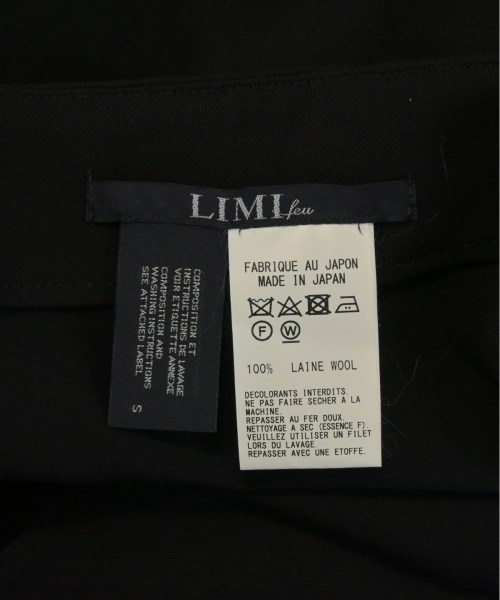 LIMI feu
COMPOSITION ET
INSTRUCTIONS DE LAVAGE
VOIR ETIQUETTE ANNEXE
COMPOSITION AND
WASHING INSTRUCTIONS
SEE ATTACHED LABEL
S
FABRIQUE AU JAPON
MADE IN JAPAN
F W
100% LAINE WOOL
DECOLORANTS INTERDITS.
NE PAS FAIRE SECHER A LA
MACHINE.
REPASSER AU FER DOUX.
NETTOYAGE A SEC (ESSENCE F).
VEUILLEZ UTILISER UN FILET
LORS DU LAVAGE.
REPASSER AVEC UNE ETOFFE.